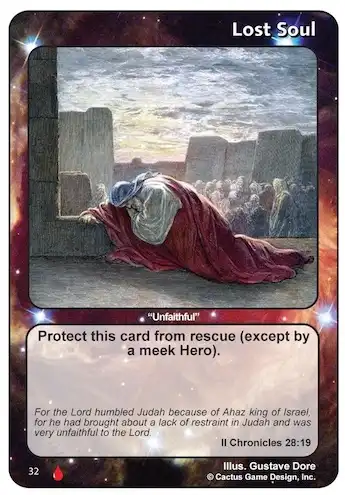 Lost Soul
"Unfaithful"
Protect this card from rescue (except by
a meek Hero).
For the Lord humbled Judah because of Ahaz king of Israel,
for he had brought about a lack of restraint in Judah and was
very unfaithful to the Lord.
II Chronicles 28:19
32
Illus. Gustave Dore
© Cactus Game Design, Inc.